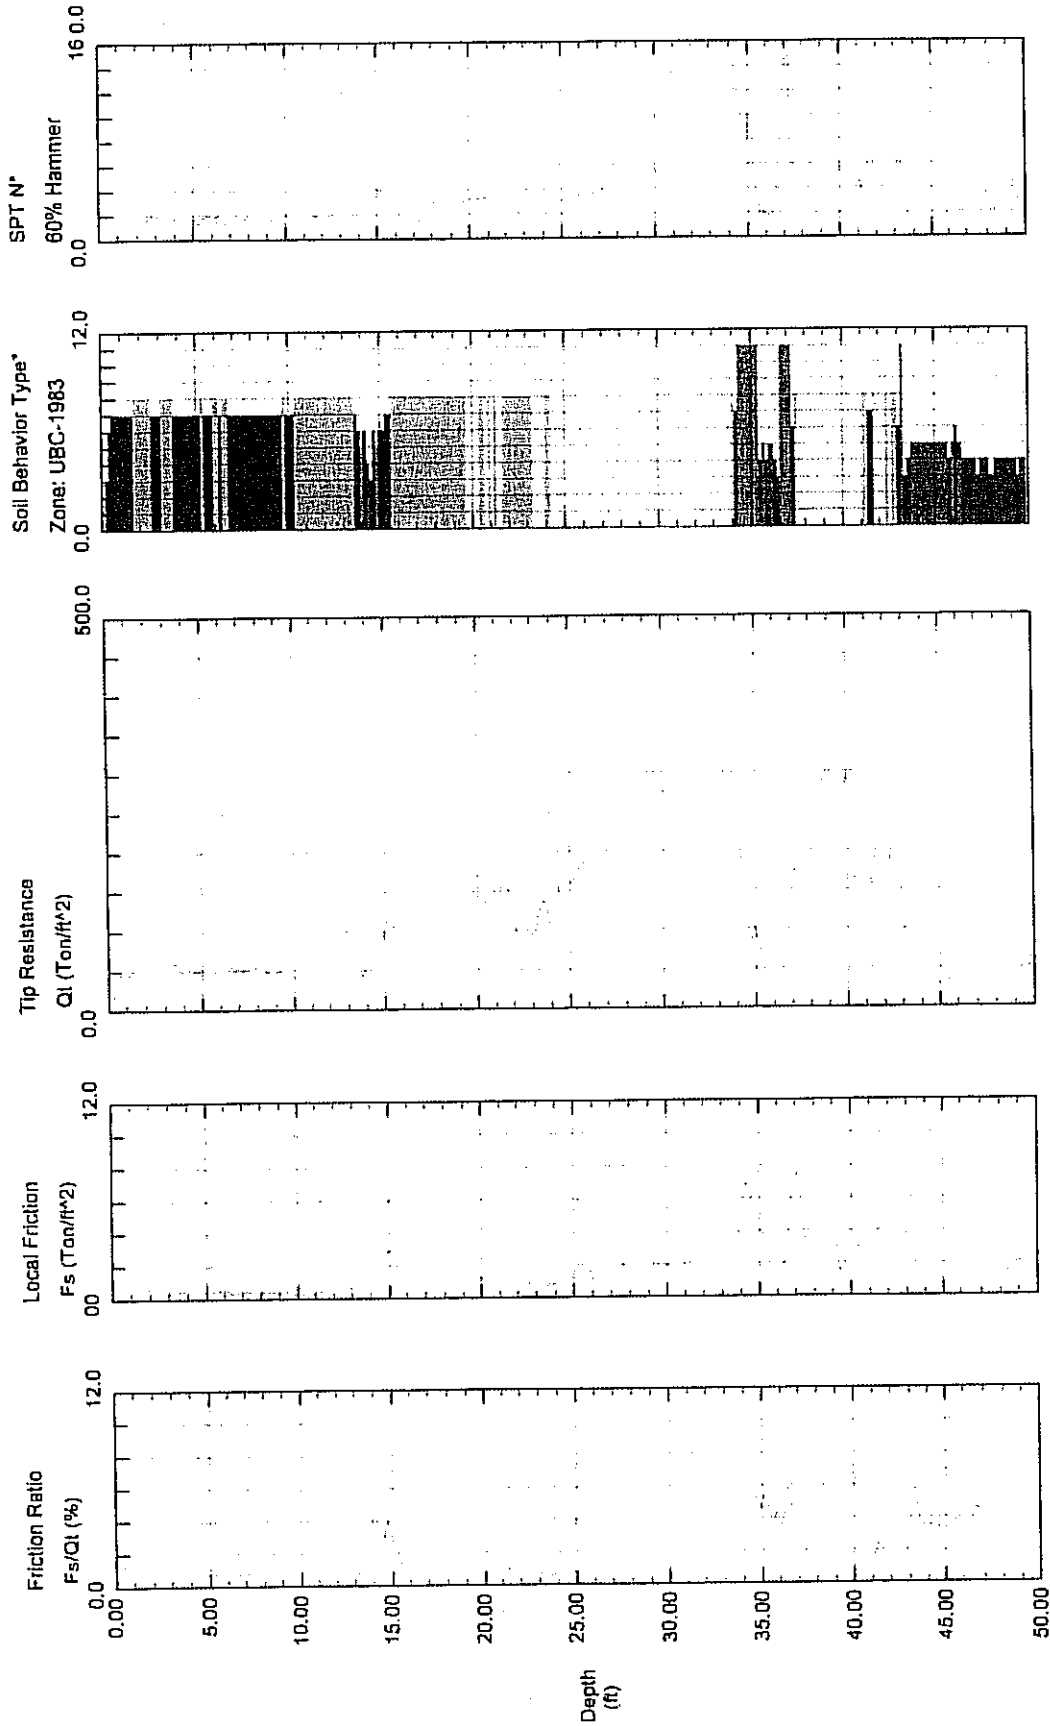 Friction Ratio
Fs/Qt (%)
0.0
12.0
Local Friction
Fs (Ton/ft^2)
00
12.0
Tip Resistance
Qt (Ton/ft^2)
0.0
500.0
Soil Behavior Type*
Zone: UBC-1983
0.0
12.0
SPT N*
60% Hammer
0.0
16 0.0
0.00
5.00
10.00
15.00
20.00
25.00
30.00
35.00
40.00
45.00
50.00
Depth
(ft)